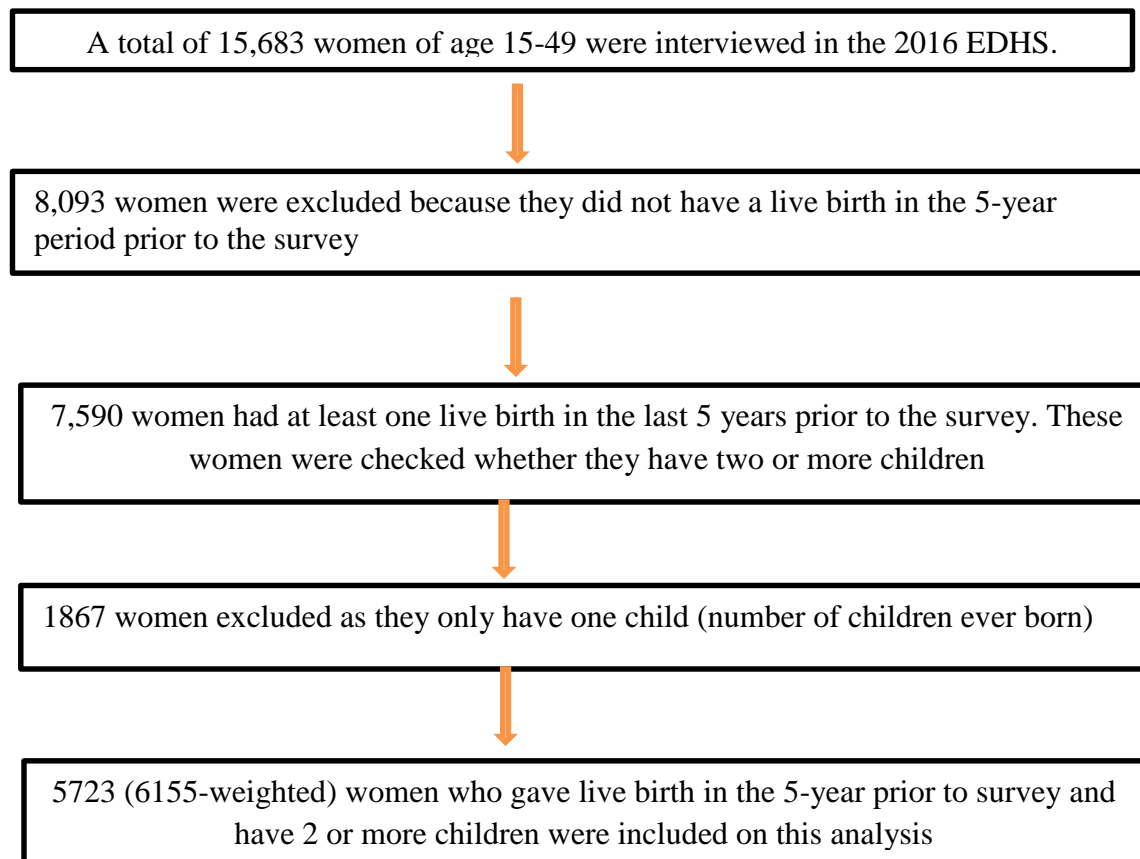 A total of 15,683 women of age 15-49 were interviewed in the 2016 EDHS.
8,093 women were excluded because they did not have a live birth in the 5-year
period prior to the survey
7,590 women had at least one live birth in the last 5 years prior to the survey. These
women were checked whether they have two or more children
1867 women excluded as they only have one child (number of children ever born)
5723 (6155-weighted) women who gave live birth in the 5-year prior to survey and
have 2 or more children were included on this analysis